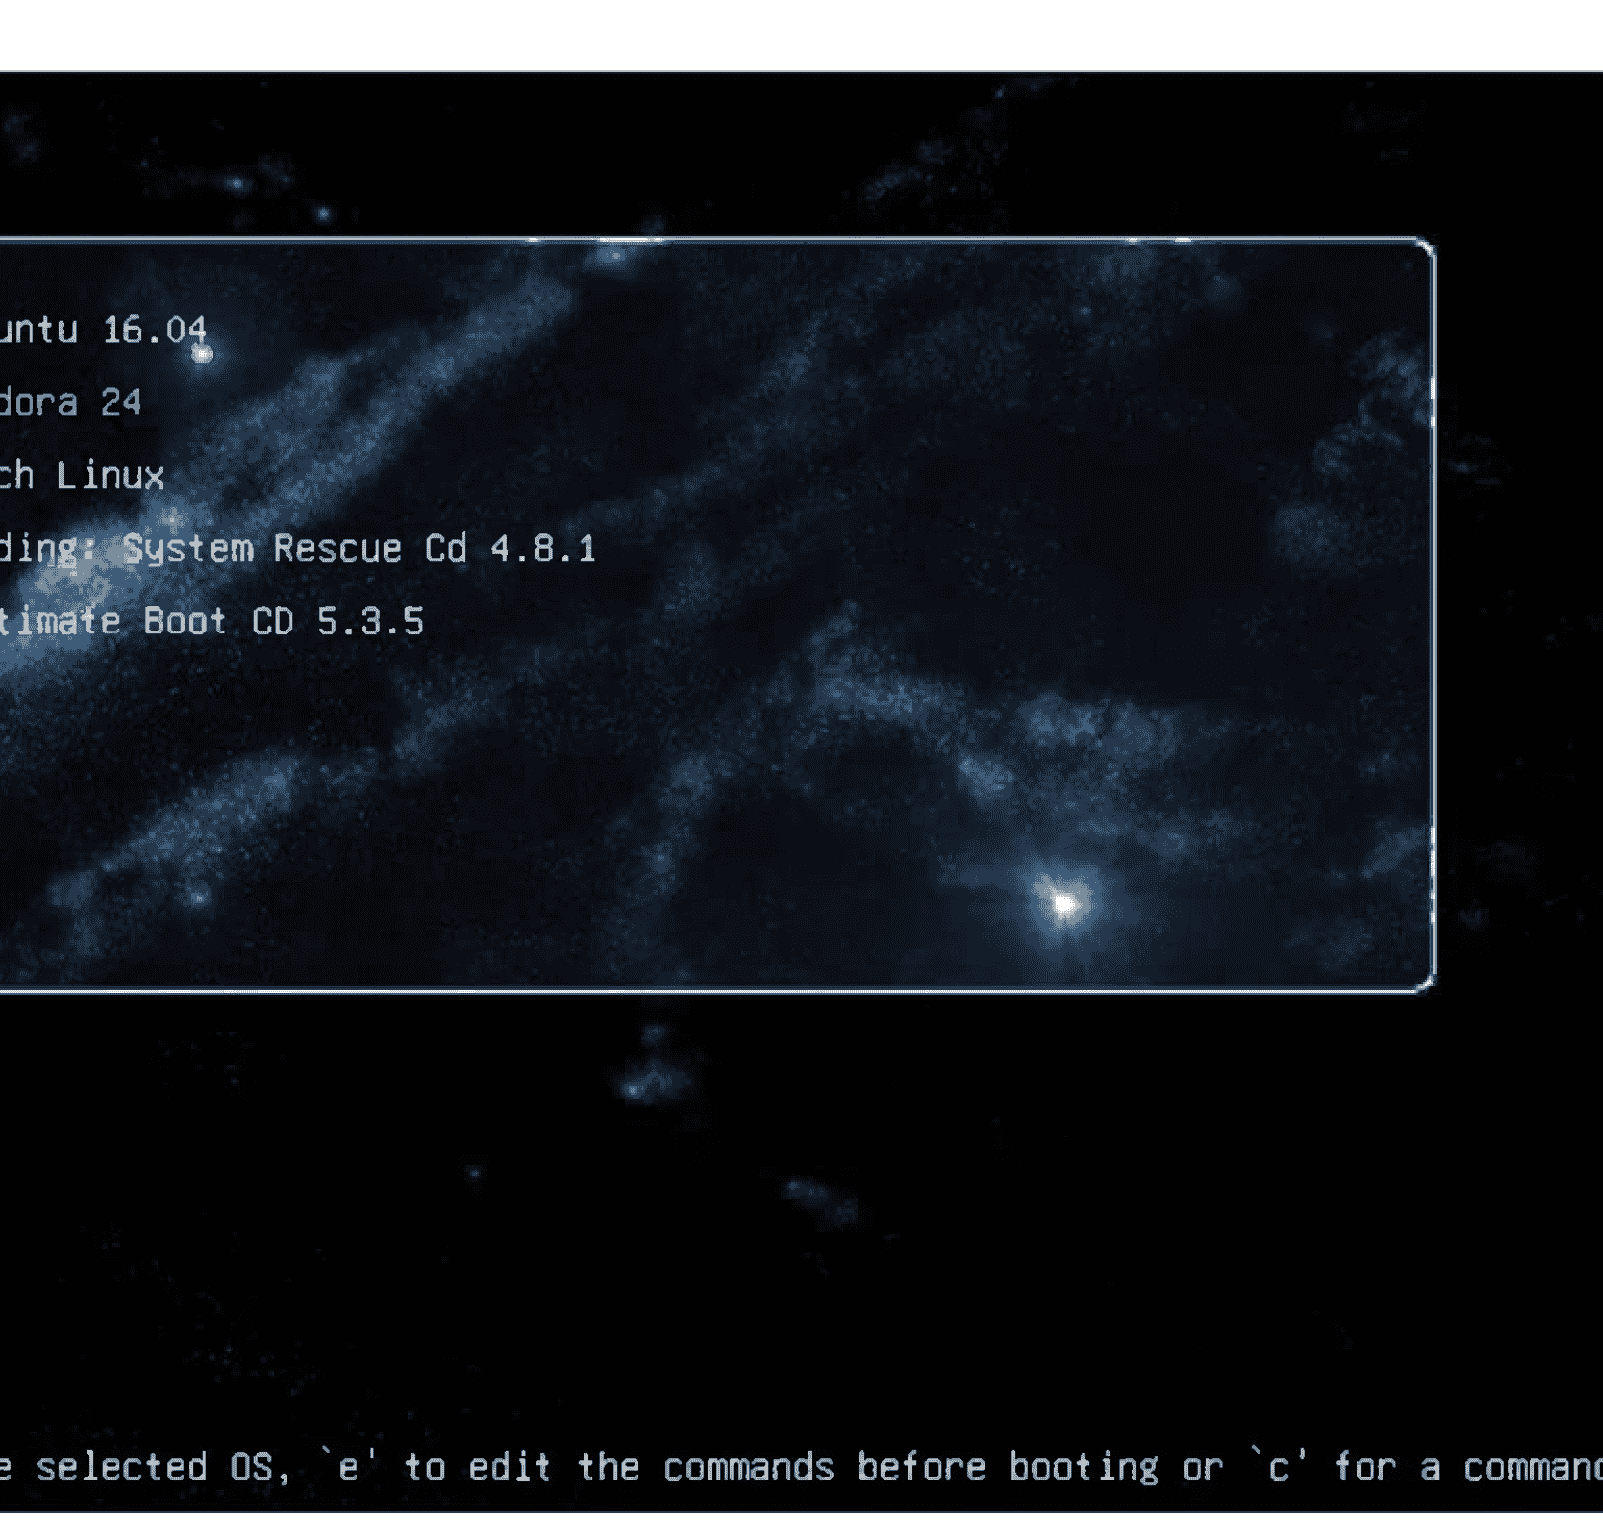 untu 16.04
dora 24
ch Linux
ding: System Rescue Cd 4.8.1
timate Boot CD 5.3.5
e selected OS, `e' to edit the commands before booting or `c' for a command